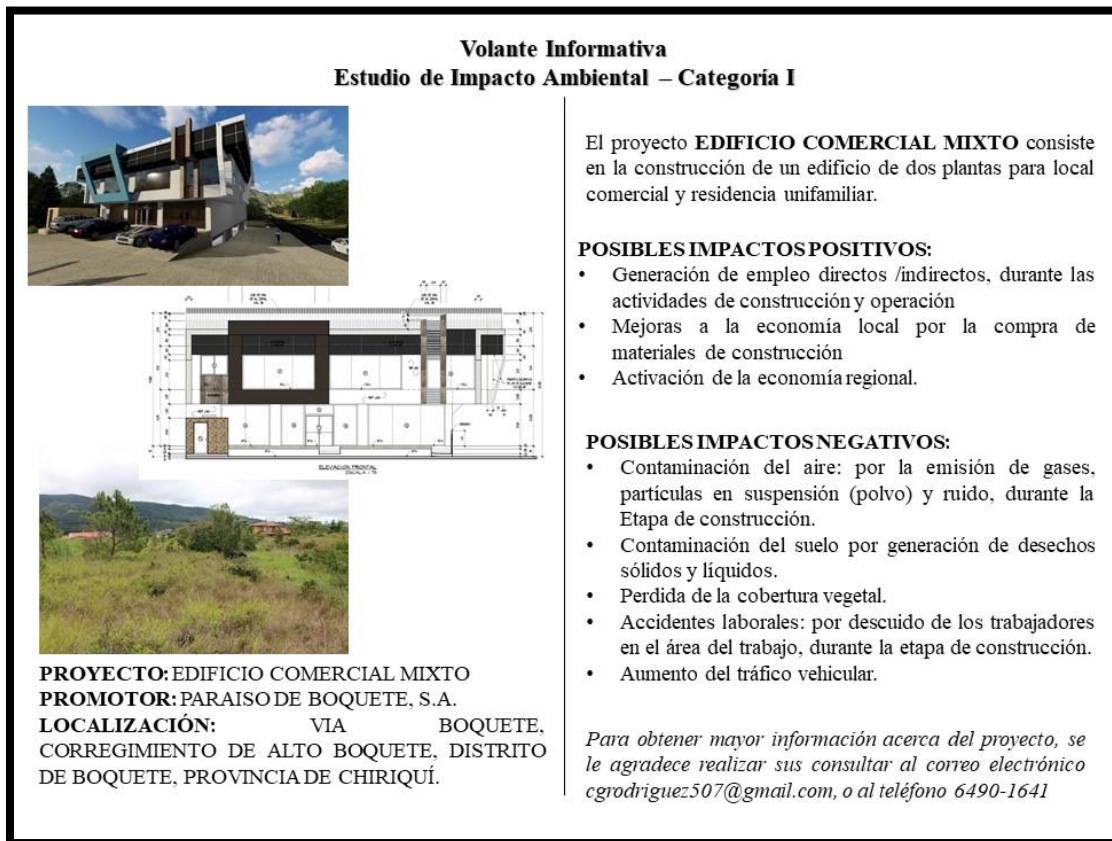 Volante Informativa
Estudio de Impacto Ambiental – Categoría I
ELEVACION FRONTAL
PROYECTO: EDIFICIO COMERCIAL MIXTO
PROMOTOR: PARAISO DE BOQUETE, S.A.
LOCALIZACIÓN: VIA BOQUETE,
CORREGIMIENTO DE ALTO BOQUETE, DISTRITO
DE BOQUETE, PROVINCIA DE CHIRIQUÍ.
El proyecto EDIFICIO COMERCIAL MIXTO consiste
en la construcción de un edificio de dos plantas para local
comercial y residencia unifamiliar.
POSIBLES IMPACTOS POSITIVOS:
• Generación de empleo directos /indirectos, durante las
actividades de construcción y operación
• Mejoras a la economía local por la compra de
materiales de construcción
• Activación de la economía regional.
POSIBLES IMPACTOS NEGATIVOS:
• Contaminación del aire: por la emisión de gases,
partículas en suspensión (polvo) y ruido, durante la
Etapa de construcción.
• Contaminación del suelo por generación de desechos
sólidos y líquidos.
• Perdida de la cobertura vegetal.
• Accidentes laborales: por descuido de los trabajadores
en el área del trabajo, durante la etapa de construcción.
• Aumento del tráfico vehicular.
Para obtener mayor información acerca del proyecto, se
le agradece realizar sus consultar al correo electrónico
cgrodriguez507@gmail.com, o al teléfono 6490-1641